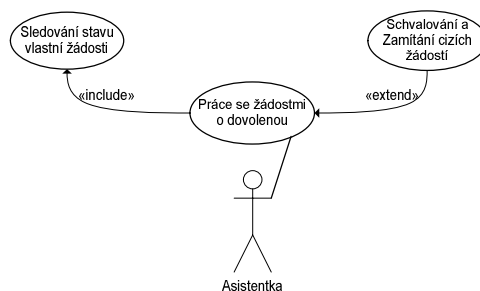 Sledování stavu
vlastní žádosti
Schvalování a
Zamítání cizích
žádostí
«include»
«extend»
Práce se žádostmi
o dovolenou
Asistentka